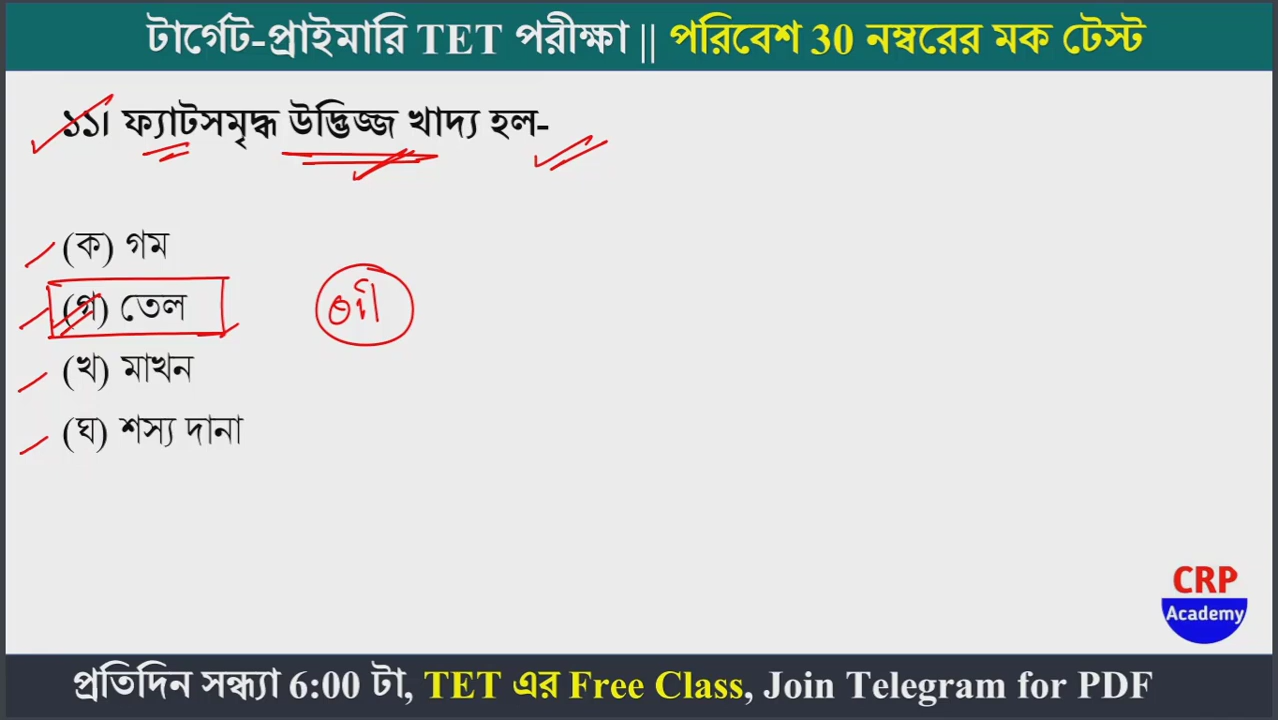 টার্গেট-প্রাইমারি TET পরীক্ষা || পরিবেশ 30 নম্বরের মক টেস্ট
১১। ফ্যাটসমৃদ্ধ উদ্ভিজ্জ খাদ্য হল-
(ক) গম
(গ) তেল
(খ) মাখন
(ঘ) শস্য দানা
CRP
Academy
প্রতিদিন সন্ধ্যা 6:00 টা, TET এর Free Class, Join Telegram for PDF